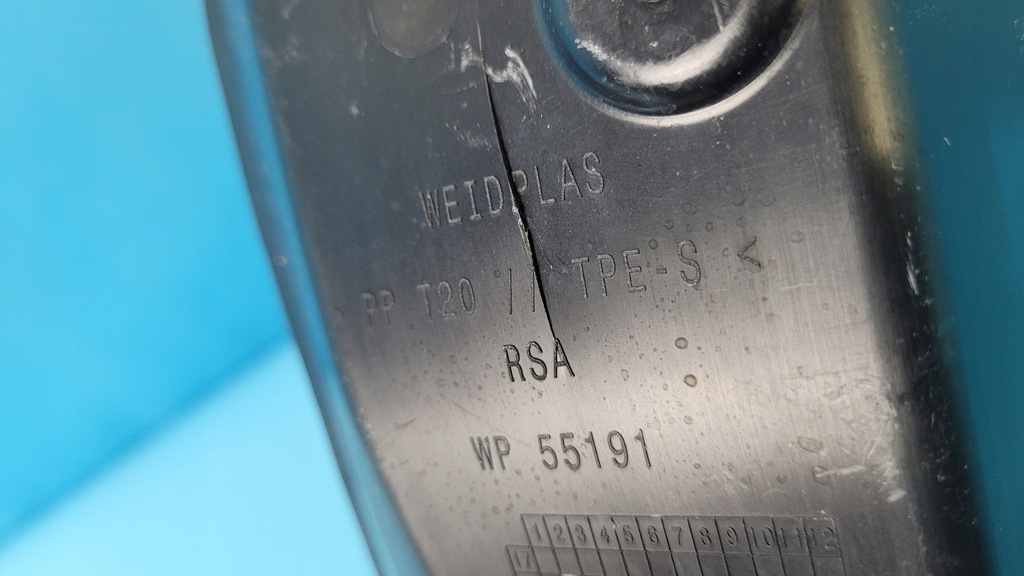 WEIDPLAS
> PP T20 // TPE-S <
RSA
WP 55191
1 2 3 4 5 6 7 8 9 10 11 12
17